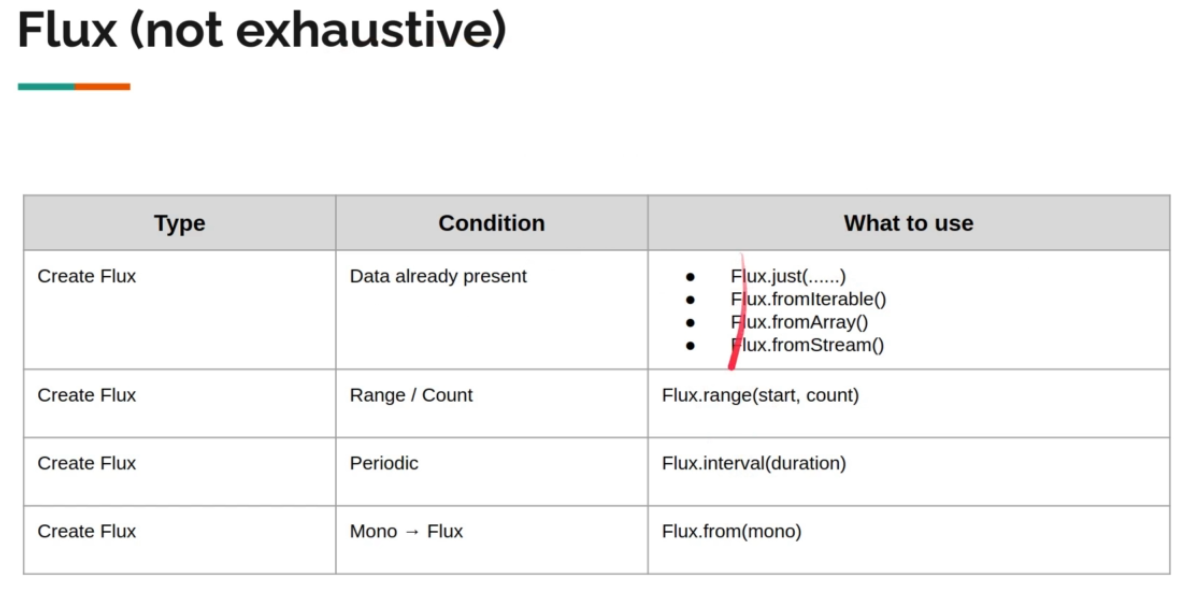 Flux (not exhaustive)
Type Condition What to use
Create Flux Data already present ● Flux.just(......)
● Flux.fromIterable()
● Flux.fromArray()
● Flux.fromStream()
Create Flux Range / Count Flux.range(start, count)
Create Flux Periodic Flux.interval(duration)
Create Flux Mono → Flux Flux.from(mono)